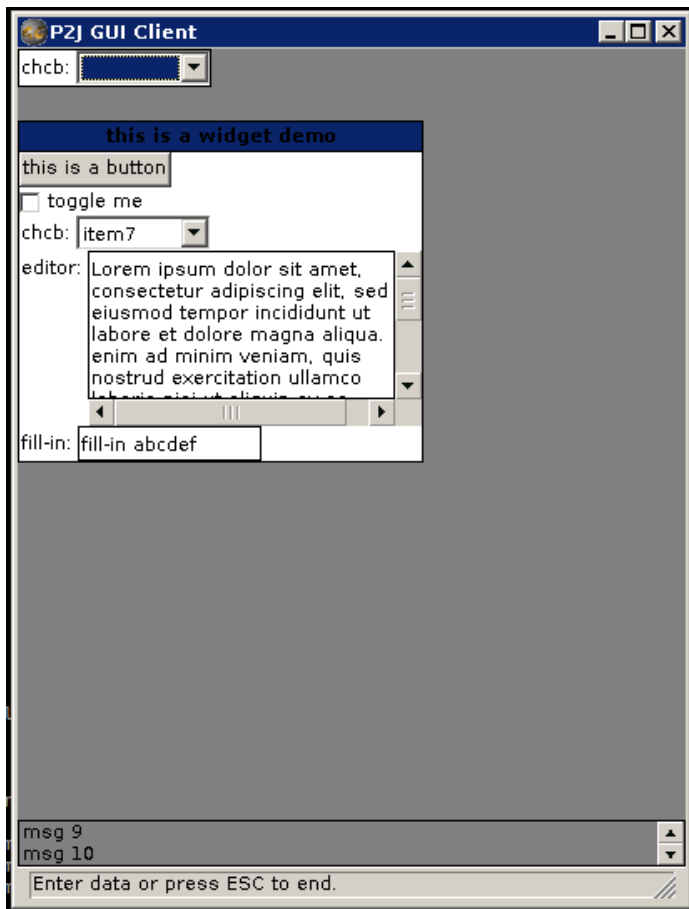 P2J GUI Client
chcb:
this is a widget demo
this is a button
toggle me
chcb: item7
editor: Lorem ipsum dolor sit amet,
consectetur adipiscing elit, sed
eiusmod tempor incididunt ut
labore et dolore magna aliqua.
enim ad minim veniam, quis
nostrud exercitation ullamco
fill-in: fill-in abcdef
msg 9
msg 10
Enter data or press ESC to end.